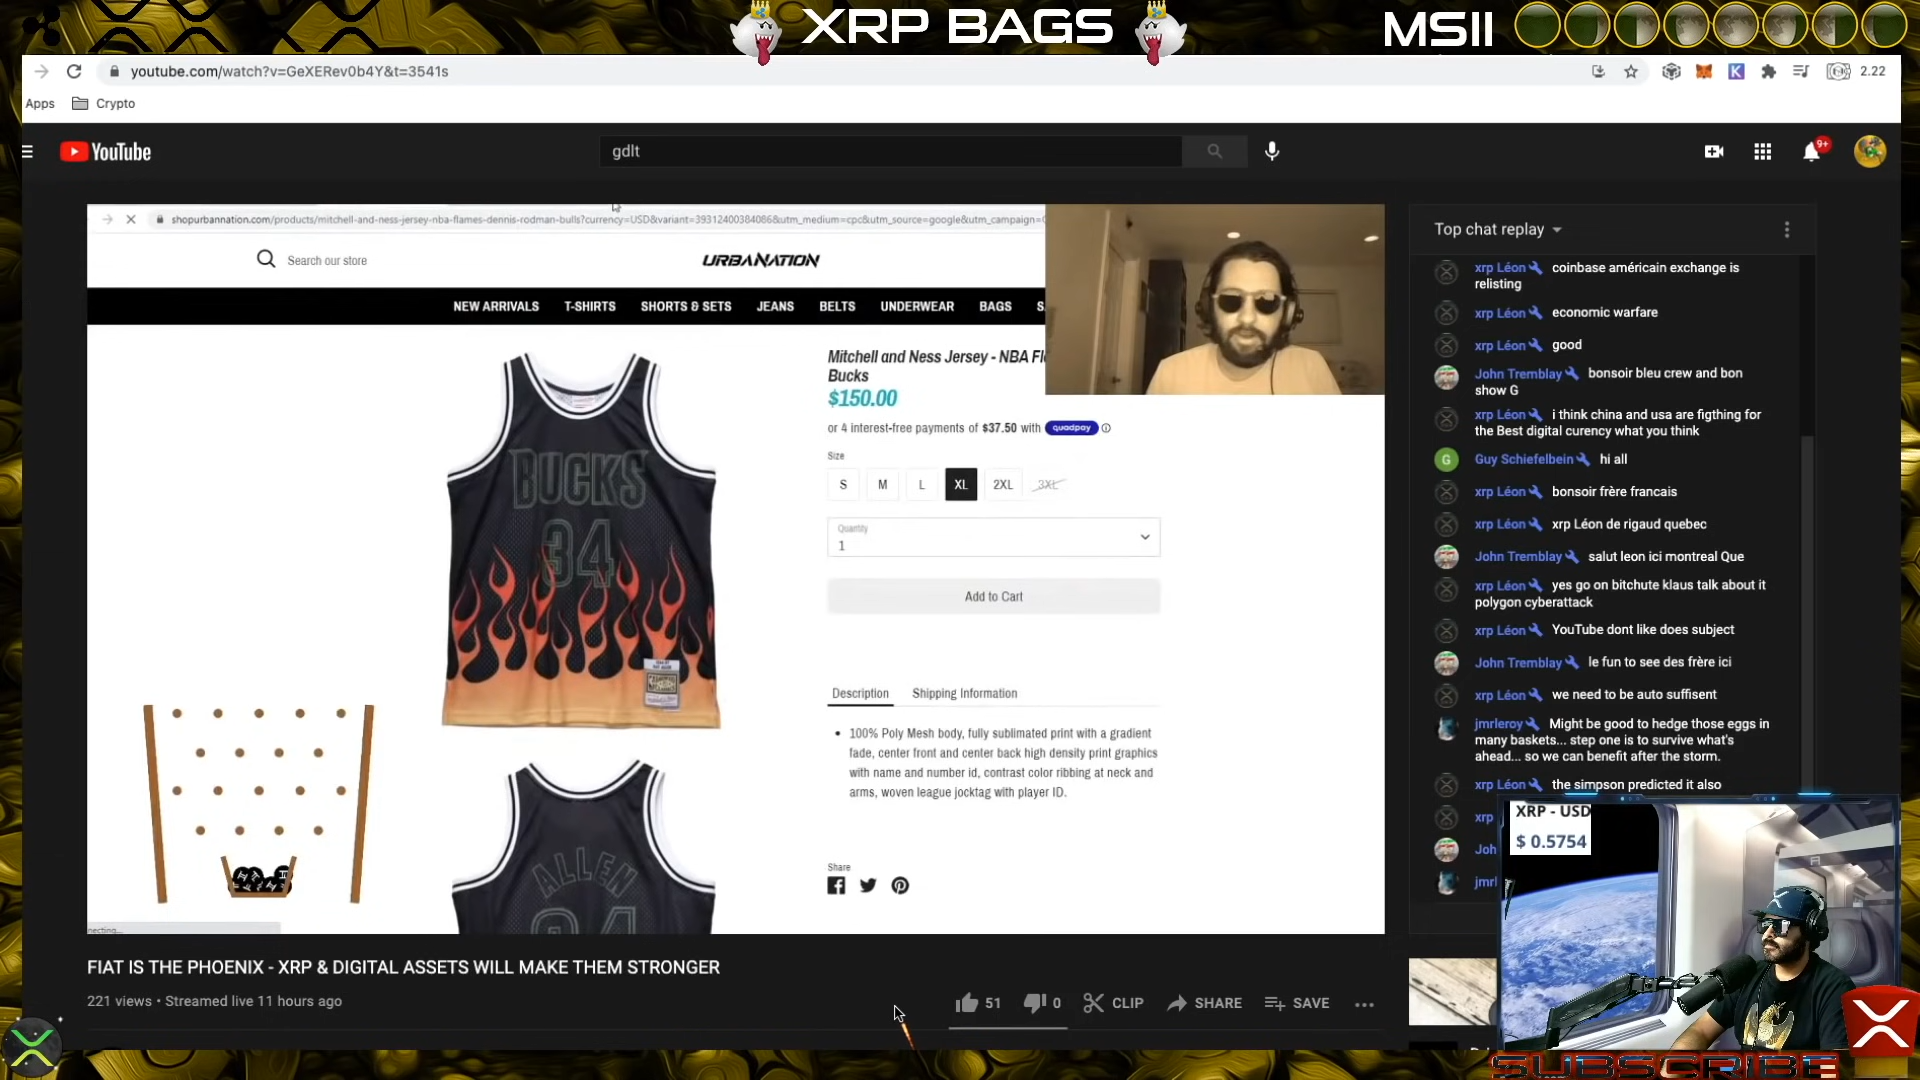 XRP BAGS
MSII
youtube.com/watch?v=GeXERev0b4Y&t=3541s
2.22
Apps
Crypto
YouTube
gdlt
9+
shopurbannation.com/products/mitchell-and-ness-jersey-nba-flames-dennis-rodman-bulls?currency=USD&variant=39312400384086&utm_medium=cpc&utm_source=google&utm_campaign=
Search our store
URBANATION
NEW ARRIVALS
T-SHIRTS
SHORTS & SETS
JEANS
BELTS
UNDERWEAR
BAGS
Mitchell and Ness Jersey - NBA
Bucks
$150.00
or 4 interest-free payments of $37.50 with quadpay
Size
S
M
L
XL
2XL
3XL
Quantity
1
Add to Cart
BUCKS
34
Description
Shipping Information
100% Poly Mesh body, fully sublimated print with a gradient
fade, center front and center back high density print graphics
with name and number id, contrast color ribbing at neck and
arms, woven league jocktag with player ID.
ALLEN
34
Share
Top chat replay
xrp Léon coinbase américain exchange is
relisting
xrp Léon economic warfare
xrp Léon good
John Tremblay bonsoir bleu crew and bon
show G
xrp Léon i think china and usa are figthing for
the Best digital curency what you think
G
Guy Schiefelbein hi all
xrp Léon bonsoir frère francais
xrp Léon xrp Léon de rigaud quebec
John Tremblay salut leon ici montreal Que
xrp Léon yes go on bitchute klaus talk about it
polygon cyberattack
xrp Léon YouTube dont like does subject
John Tremblay le fun to see des frère ici
xrp Léon we need to be auto suffisent
jmrleroy Might be good to hedge those eggs in
many baskets... step one is to survive what's
ahead... so we can benefit after the storm.
xrp Léon the simpson predicted it also
xrp
Joh
jmrl
XRP - USD
$ 0.5754
FIAT IS THE PHOENIX - XRP & DIGITAL ASSETS WILL MAKE THEM STRONGER
221 views • Streamed live 11 hours ago
51
0
CLIP
SHARE
SAVE
SUBSCRIBE